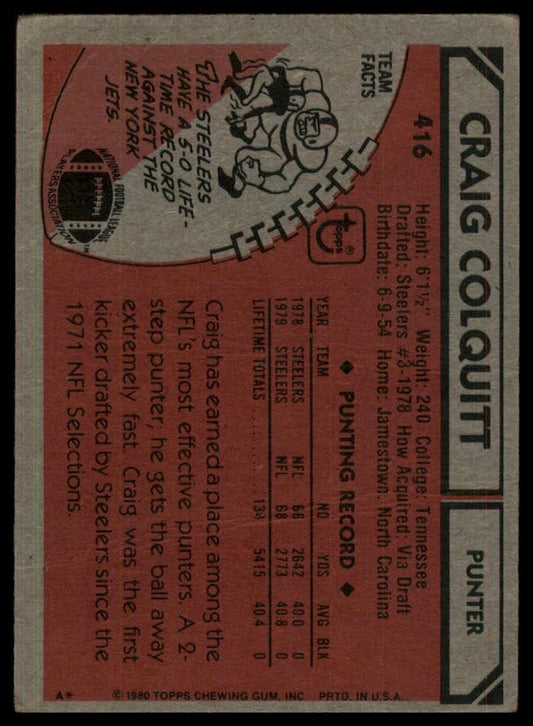 CRAIG COLQUITT
PUNTER
416
Height: 6'1½" Weight: 240 College: Tennessee
Drafted: Steelers #3-1978 How Acquired: Via Draft
Birthdate: 6-9-54 Home: Jamestown, North Carolina
TEAM
FACTS
THE STEELERS
HAVE A 5-0 LIFE-
TIME RECORD
AGAINST THE
NEW YORK
JETS.
NATIONAL FOOTBALL LEAGUE
PLAYERS ASSOCIATION
topps®
◆ PUNTING RECORD ◆
YEAR TEAM NO YDS AVG BLK
1978 STEELERS NFL 66 2642 40.0 0
1979 STEELERS NFL 68 2773 40.8 0
LIFETIME TOTALS 134 5415 40.4 0
Craig has earned a place among the
NFL's most effective punters. A 2-
step punter, he gets the ball away
extremely fast. Craig was the first
kicker drafted by Steelers since the
1971 NFL Selections.
A* © 1980 TOPPS CHEWING GUM, INC. PRTD. IN U.S.A.